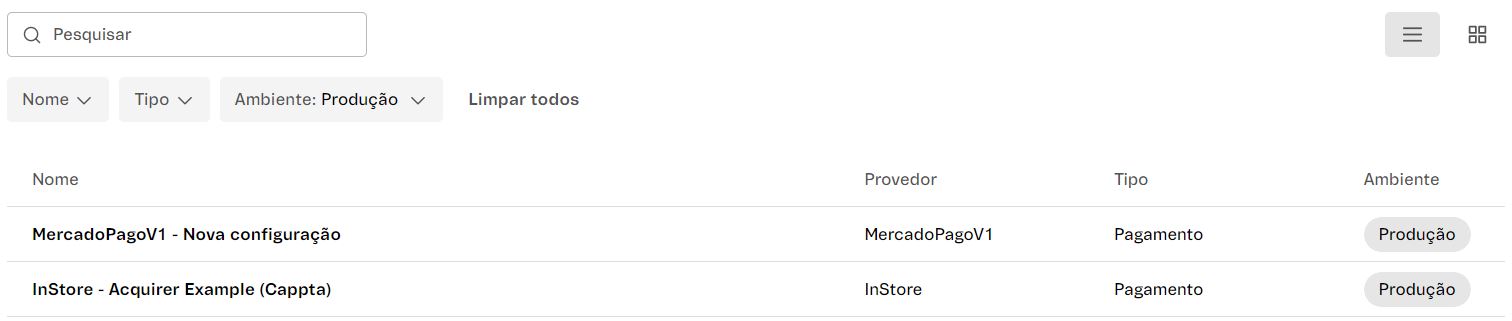 Pesquisar
Nome Tipo Ambiente: Produção Limpar todos
Nome Provedor Tipo Ambiente
MercadoPagoV1 - Nova configuração MercadoPagoV1 Pagamento Produção
InStore - Acquirer Example (Cappta) InStore Pagamento Produção